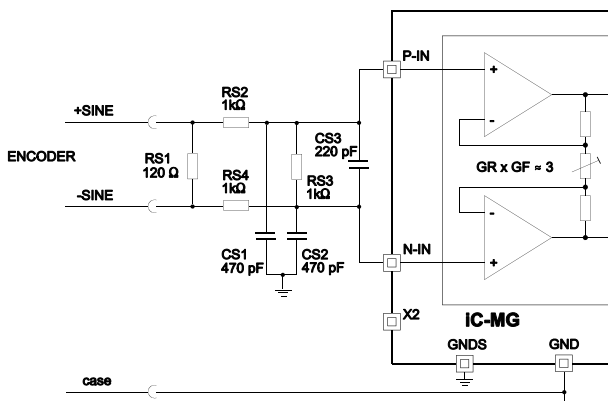 P-IN
RS2
1kΩ
+SINE
+
-
CS3
220 pF
ENCODER
RS1
120 Ω
RS3
1kΩ
GR x GF ≈ 3
RS4
1kΩ
-SINE
-
CS1
470 pF
CS2
470 pF
N-IN
+
X2
iC-MG
GNDS
GND
case